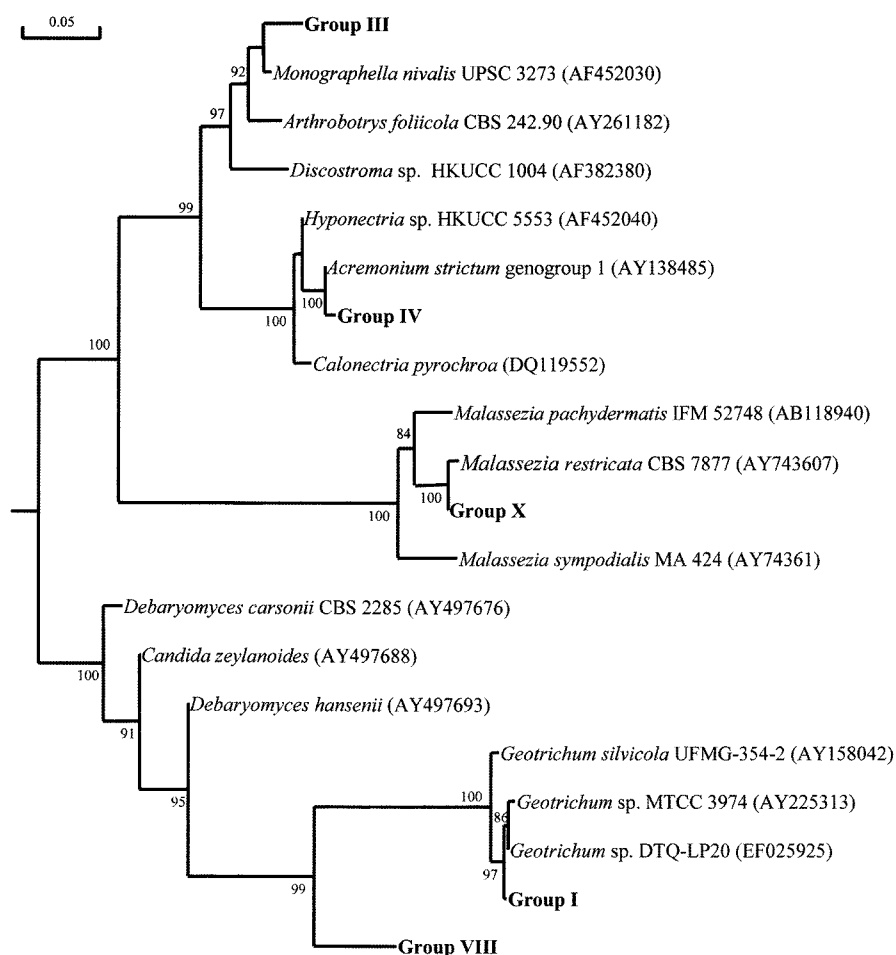 0.05
Group III
92
Monographella nivalis UPSC 3273 (AF452030)
97
Arthrobotrys foliicola CBS 242.90 (AY261182)
Discostroma sp. HKUCC 1004 (AF382380)
99
Hyponectria sp. HKUCC 5553 (AF452040)
Acremonium strictum genogroup 1 (AY138485)
100
Group IV
100
100
Calonectria pyrochroa (DQ119552)
Malassezia pachydermatis IFM 52748 (AB118940)
84
Malassezia restricata CBS 7877 (AY743607)
100
Group X
100
Malassezia sympodialis MA 424 (AY74361)
Debaryomyces carsonii CBS 2285 (AY497676)
Candida zeylanoides (AY497688)
100
Debaryomyces hansenii (AY497693)
91
Geotrichum silvicola UFMG-354-2 (AY158042)
100
95
Geotrichum sp. MTCC 3974 (AY225313)
86
Geotrichum sp. DTQ-LP20 (EF025925)
97
99
Group I
Group VIII